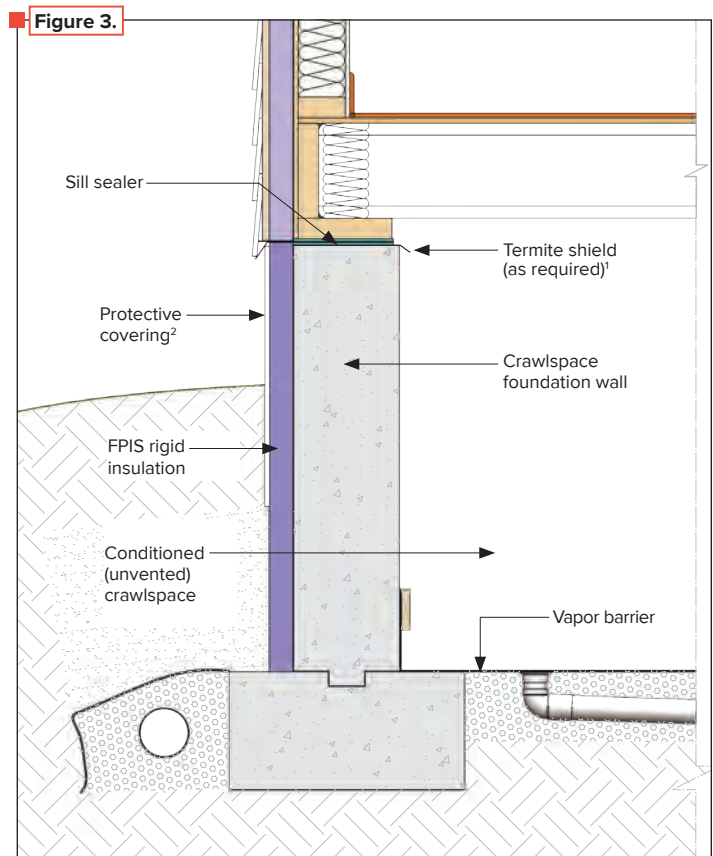 Figure 3.
Sill sealer
Termite shield
(as required)¹
Protective
covering²
Crawlspace
foundation wall
FPIS rigid
insulation
Conditioned
(unvented)
crawlspace
Vapor barrier